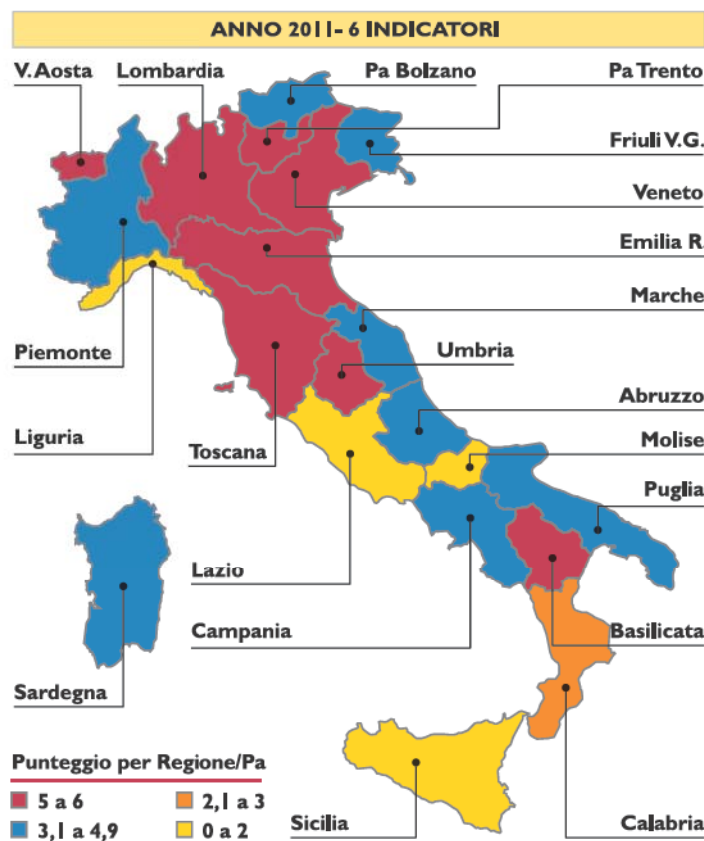 ANNO 2011- 6 INDICATORI
V. Aosta
Lombardia
Pa Bolzano
Pa Trento
Friuli V.G.
Veneto
Emilia R.
Marche
Piemonte
Umbria
Abruzzo
Liguria
Toscana
Molise
Puglia
Lazio
Campania
Basilicata
Sardegna
Punteggio per Regione/Pa
5 a 6
2,1 a 3
3,1 a 4,9
0 a 2
Sicilia
Calabria